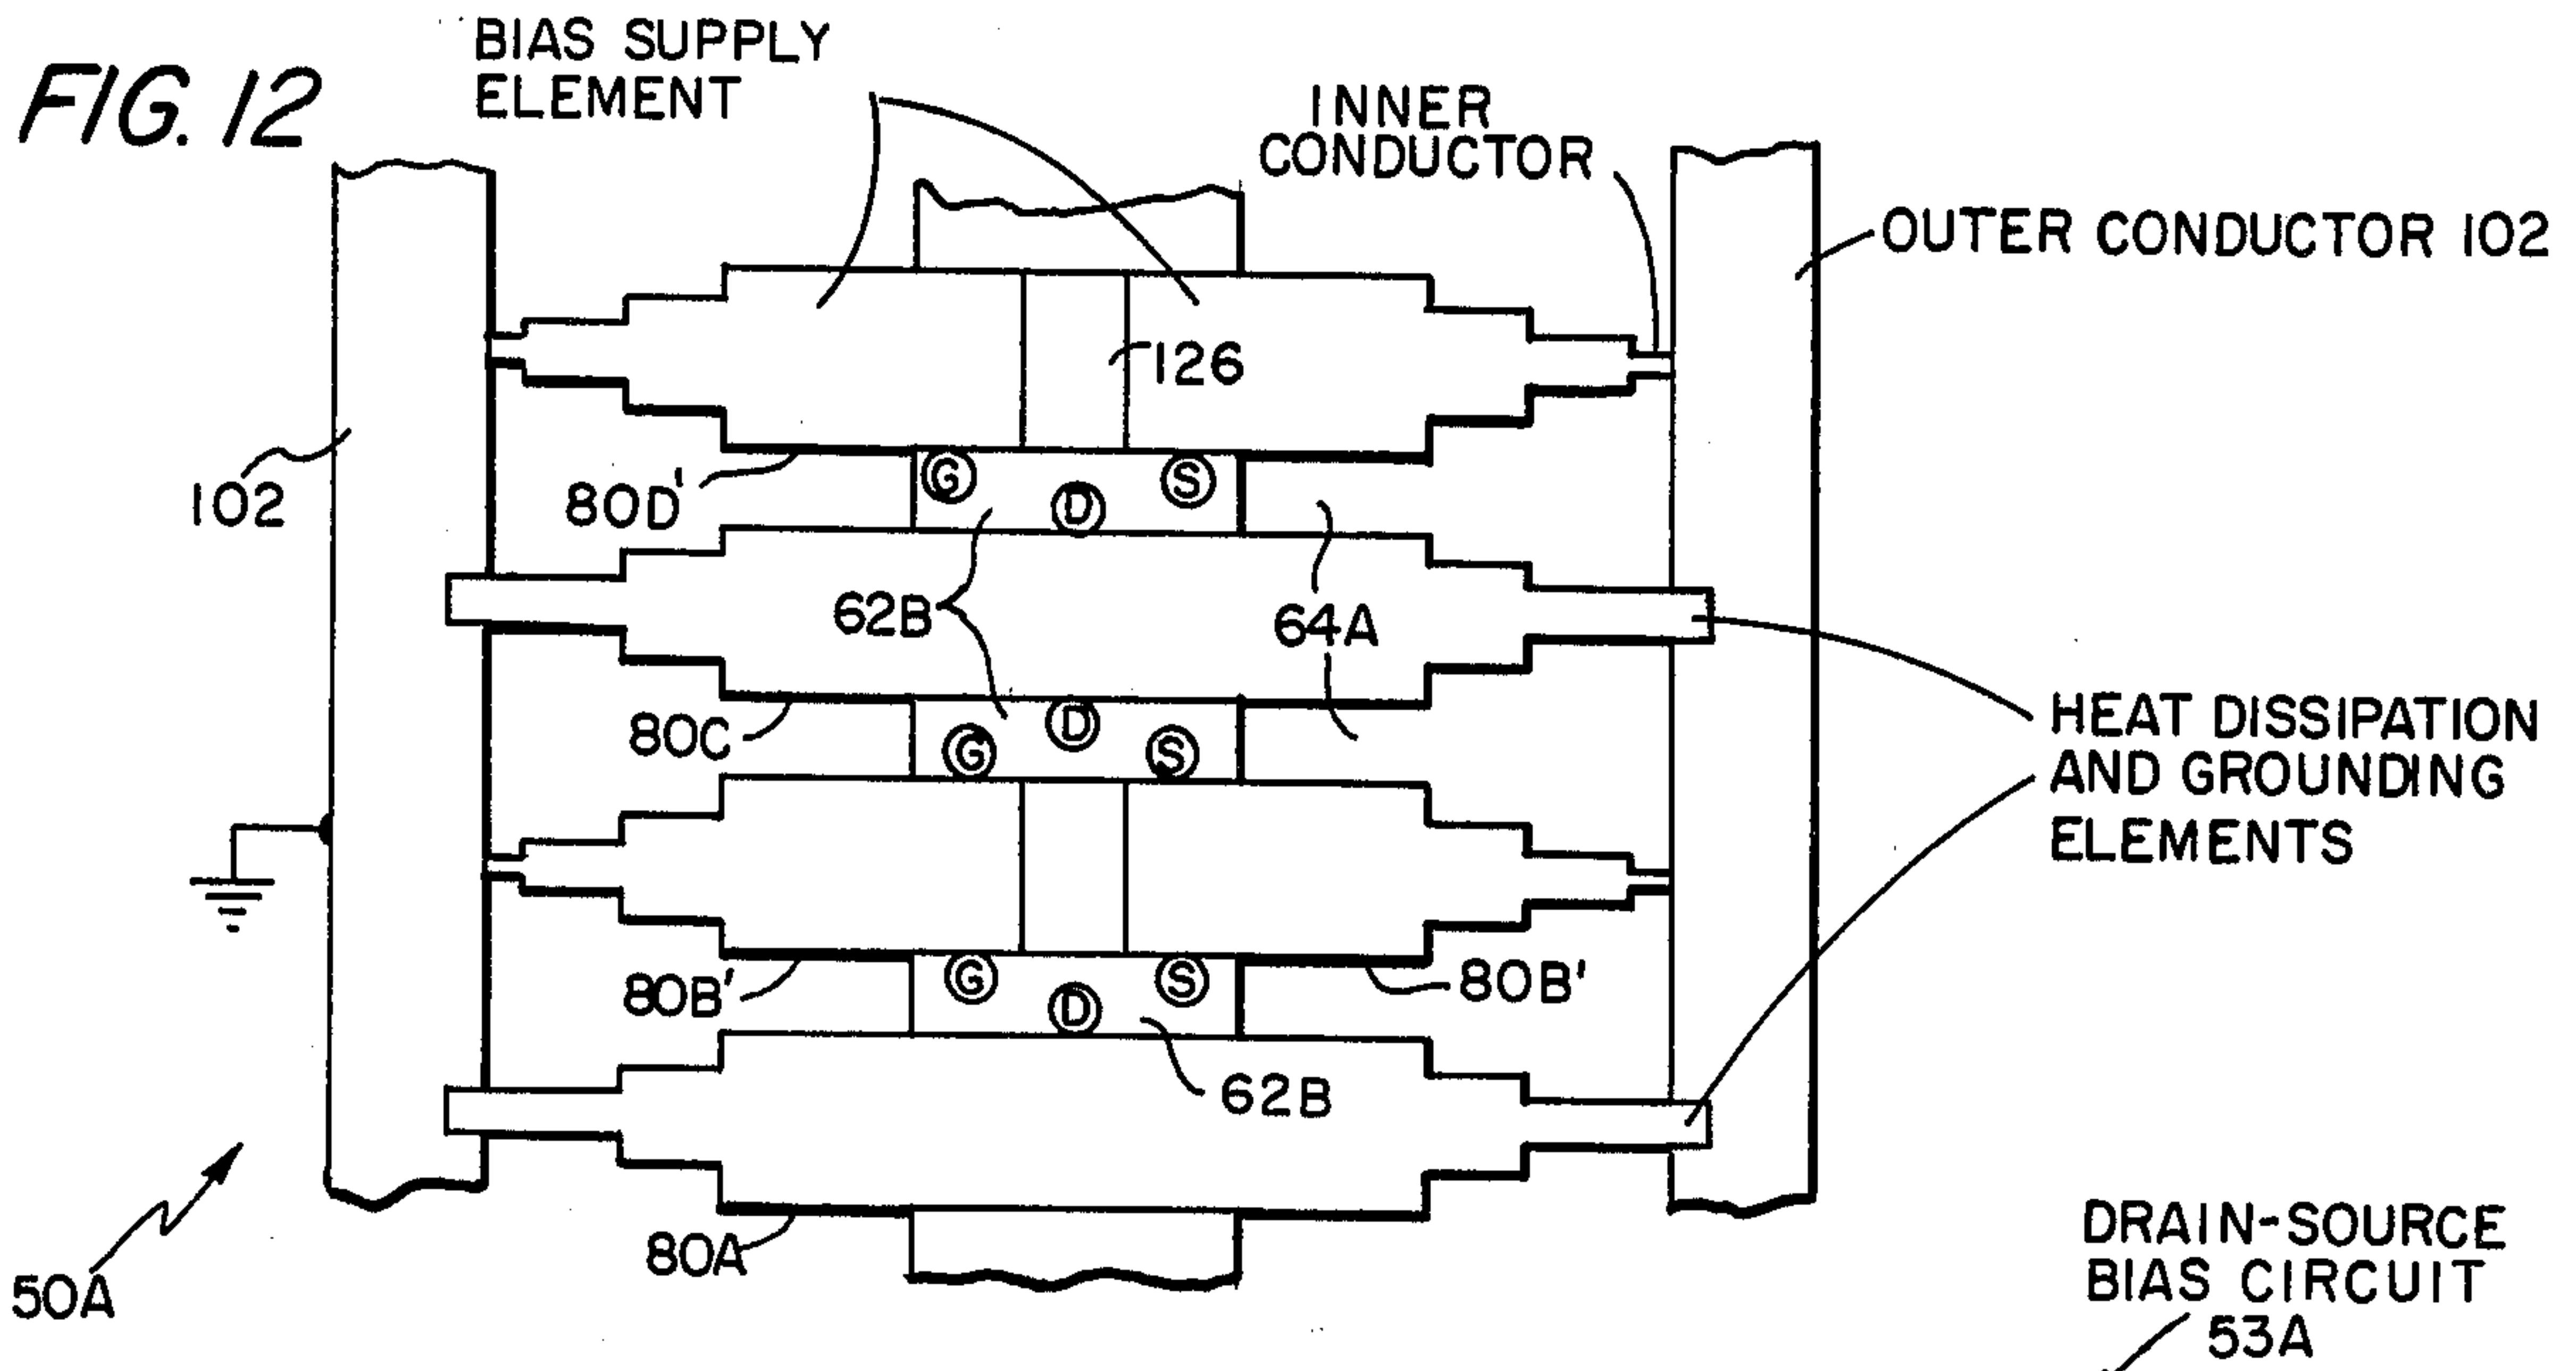 FIG. 12
BIAS SUPPLY
ELEMENT
INNER
CONDUCTOR
OUTER CONDUCTOR 102
126
102
80D'
G
D
S
62B
64A
80C
G
D
S
HEAT DISSIPATION
AND GROUNDING
ELEMENTS
80B'
G
D
S
80B'
62B
80A
50A
DRAIN-SOURCE
BIAS CIRCUIT
53A